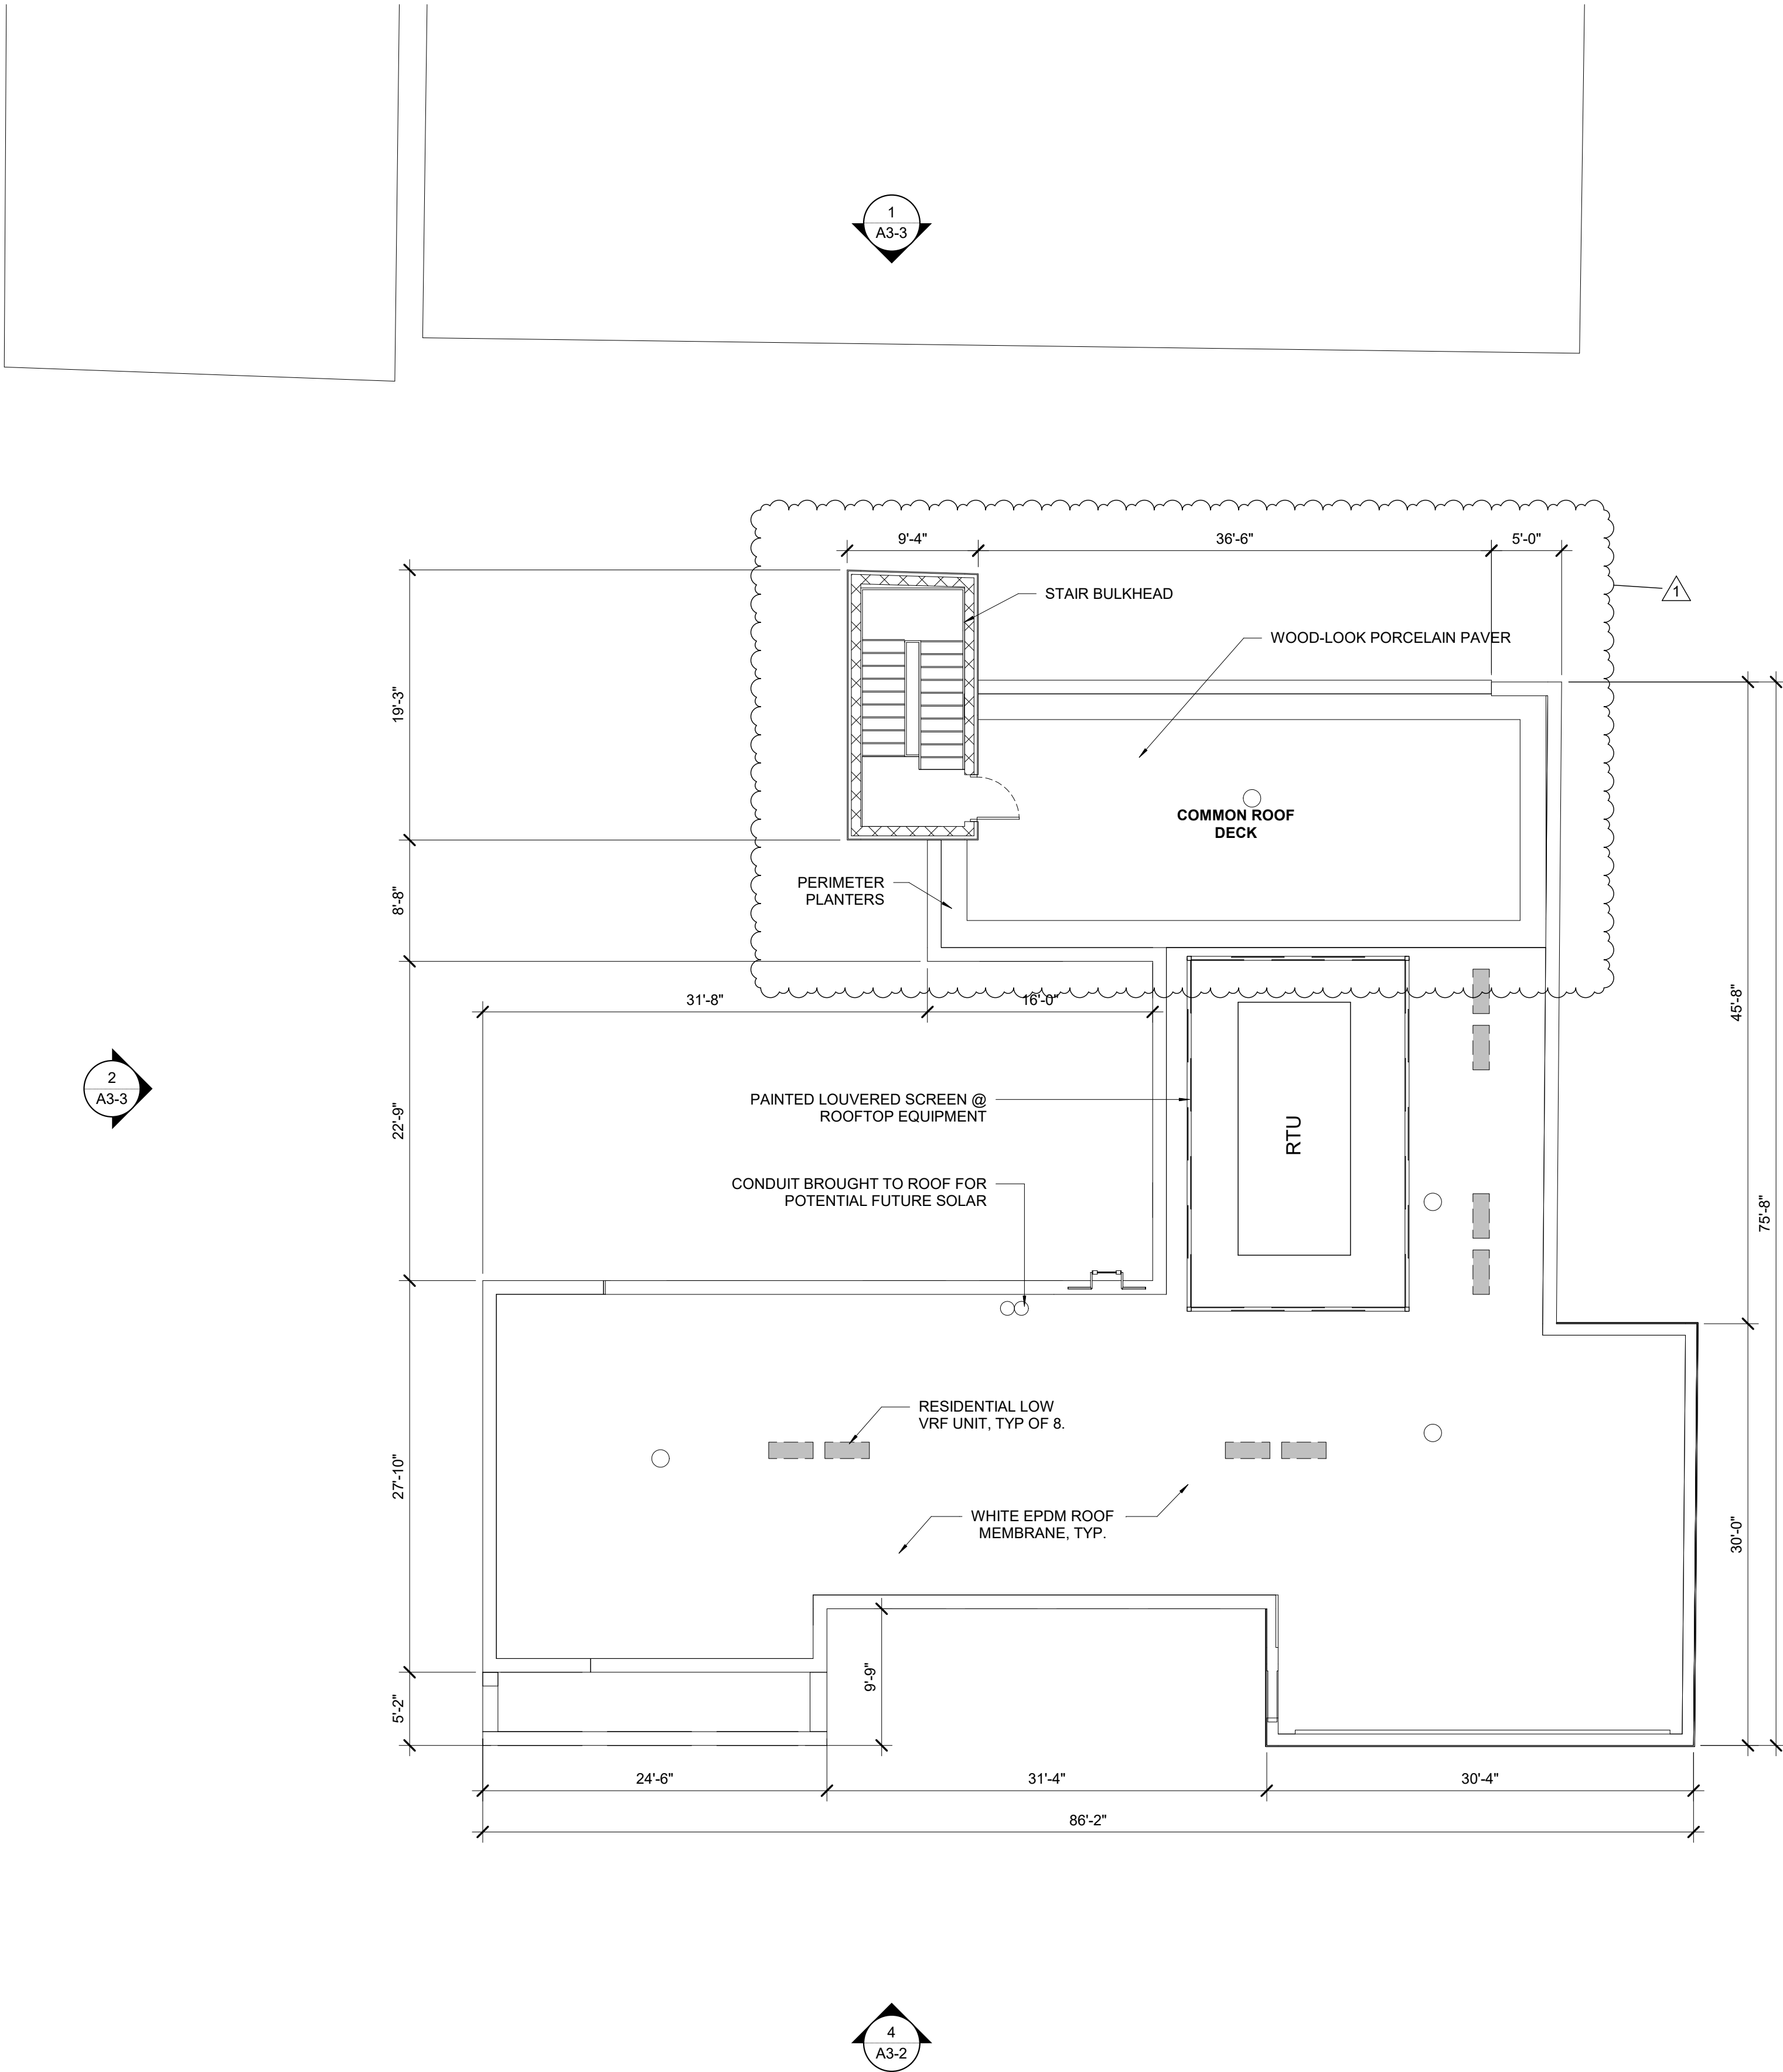 1
A3-3
9'-4"
36'-6"
5'-0"
STAIR BULKHEAD
1
WOOD-LOOK PORCELAIN PAVER
19'-3"
COMMON ROOF
DECK
PERIMETER
PLANTERS
8'-8"
31'-8"
16'-0"
45'-8"
2
A3-3
PAINTED LOUVERED SCREEN @
ROOFTOP EQUIPMENT
22'-9"
RTU
CONDUIT BROUGHT TO ROOF FOR
POTENTIAL FUTURE SOLAR
75'-8"
RESIDENTIAL LOW
VRF UNIT, TYP OF 8.
27'-10"
WHITE EPDM ROOF
MEMBRANE, TYP.
30'-0"
9'-9"
5'-2"
24'-6"
31'-4"
30'-4"
86'-2"
4
A3-2